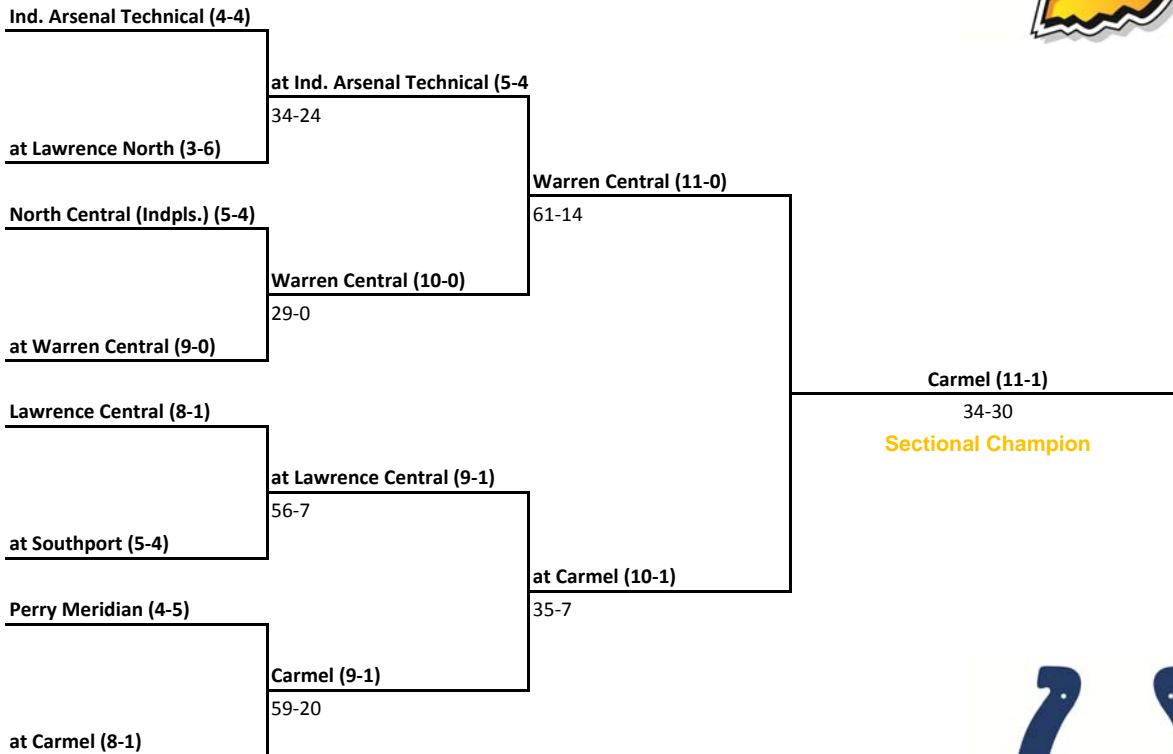 Ind. Arsenal Technical (4-4)
at Ind. Arsenal Technical (5-4
34-24
at Lawrence North (3-6)
Warren Central (11-0)
61-14
North Central (Indpls.) (5-4)
Warren Central (10-0)
29-0
at Warren Central (9-0)
Carmel (11-1)
34-30
Sectional Champion
Lawrence Central (8-1)
at Lawrence Central (9-1)
56-7
at Southport (5-4)
at Carmel (10-1)
35-7
Perry Meridian (4-5)
Carmel (9-1)
59-20
at Carmel (8-1)